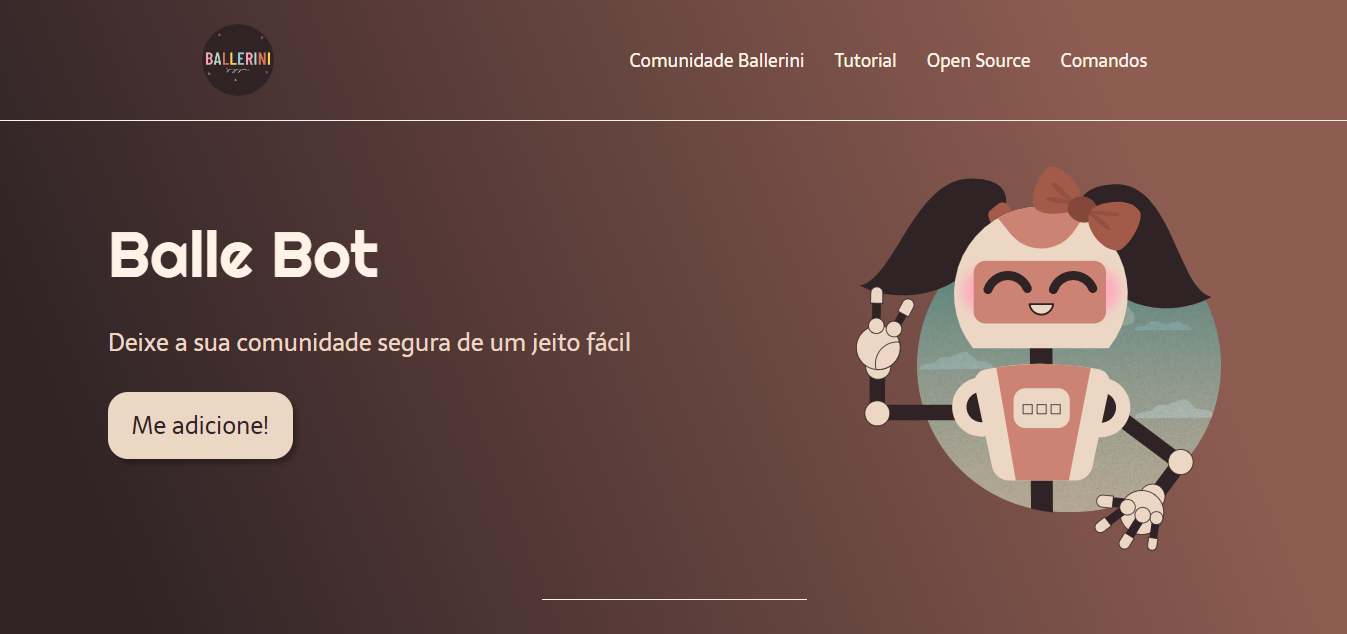 BALLERINI
Comunidade Ballerini Tutorial Open Source Comandos
Balle Bot
Deixe a sua comunidade segura de um jeito fácil
Me adicione!